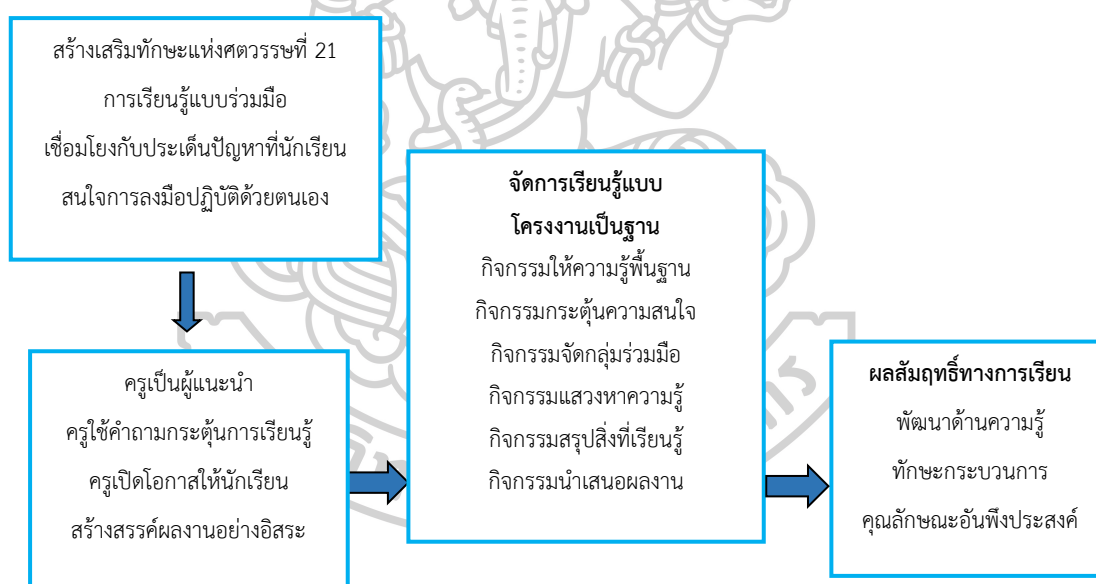 สร้างเสริมทักษะแห่งศตวรรษที่ 21
การเรียนรู้แบบร่วมมือ
เชื่อมโยงกับประเด็นปัญหาที่นักเรียน
สนใจการลงมือปฏิบัติด้วยตนเอง
ครูเป็นผู้แนะนำ
ครูใช้คำถามกระตุ้นการเรียนรู้
ครูเปิดโอกาสให้นักเรียน
สร้างสรรค์ผลงานอย่างอิสระ
จัดการเรียนรู้แบบ
โครงงานเป็นฐาน
กิจกรรมให้ความรู้พื้นฐาน
กิจกรรมกระตุ้นความสนใจ
กิจกรรมจัดกลุ่มร่วมมือ
กิจกรรมแสวงหาความรู้
กิจกรรมสรุปสิ่งที่เรียนรู้
กิจกรรมนำเสนอผลงาน
ผลสัมฤทธิ์ทางการเรียน
พัฒนาด้านความรู้
ทักษะกระบวนการ
คุณลักษณะอันพึงประสงค์